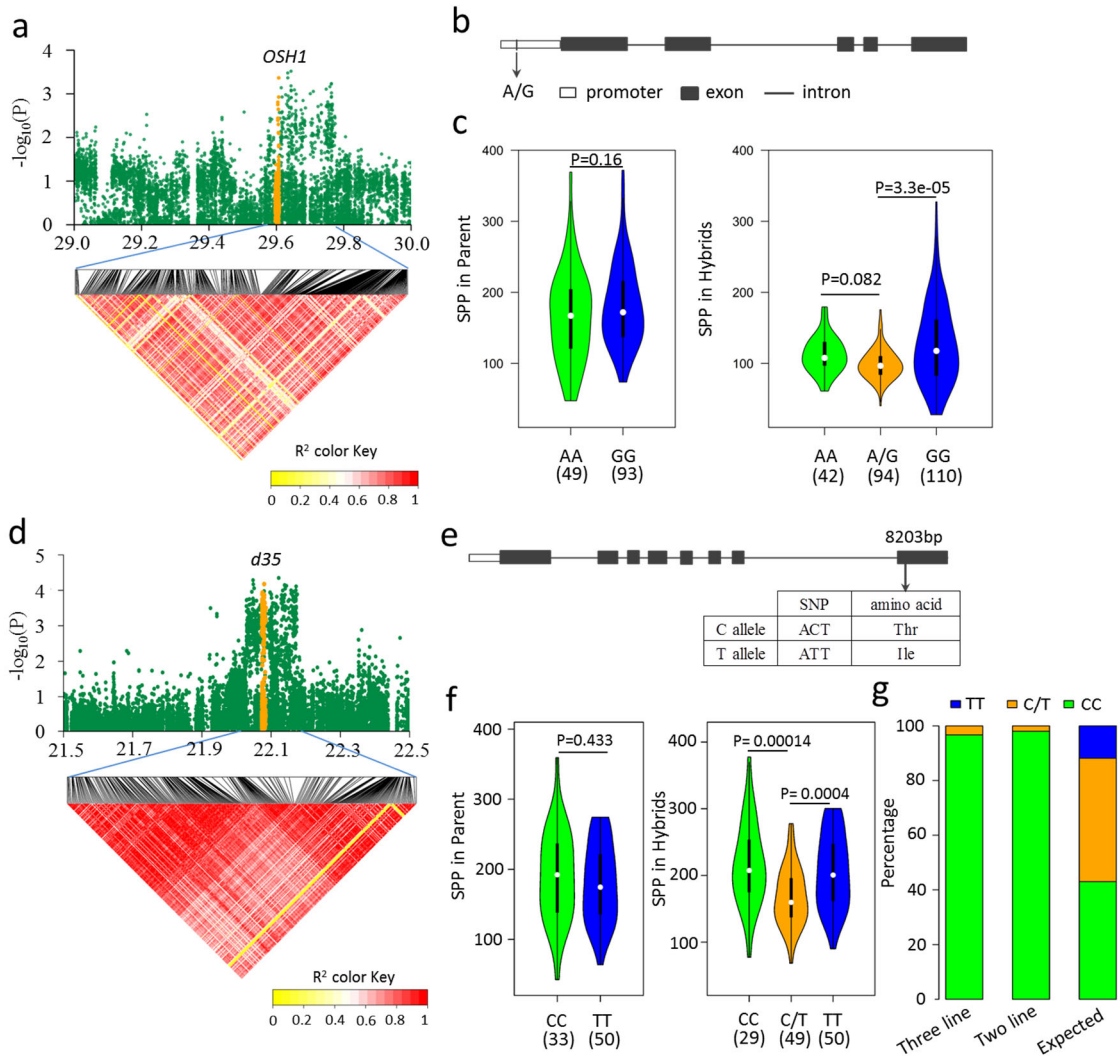 a
OSH1
-log10(P)
4
3
2
1
0
29.0 29.2 29.4 29.6 29.8 30.0
R2 color Key
0 0.2 0.4 0.6 0.8 1
b
A/G
promoter exon intron
c
SPP in Parent
400
300
200
100
P=0.16
AA GG
(49) (93)
SPP in Hybrids
400
300
200
100
P=3.3e-05
P=0.082
AA A/G GG
(42) (94) (110)
d
d35
-log10(P)
5
4
3
2
1
0
21.5 21.7 21.9 22.1 22.3 22.5
R2 color Key
0 0.2 0.4 0.6 0.8 1
e
8203bp
SNP amino acid
C allele ACT Thr
T allele ATT Ile
f
SPP in Parent
400
300
200
100
P=0.433
CC TT
(33) (50)
SPP in Hybrids
400
300
200
100
P= 0.00014
P= 0.0004
CC C/T TT
(29) (49) (50)
g
TT C/T CC
Percentage
100
80
60
40
20
0
Three line Two line Expected